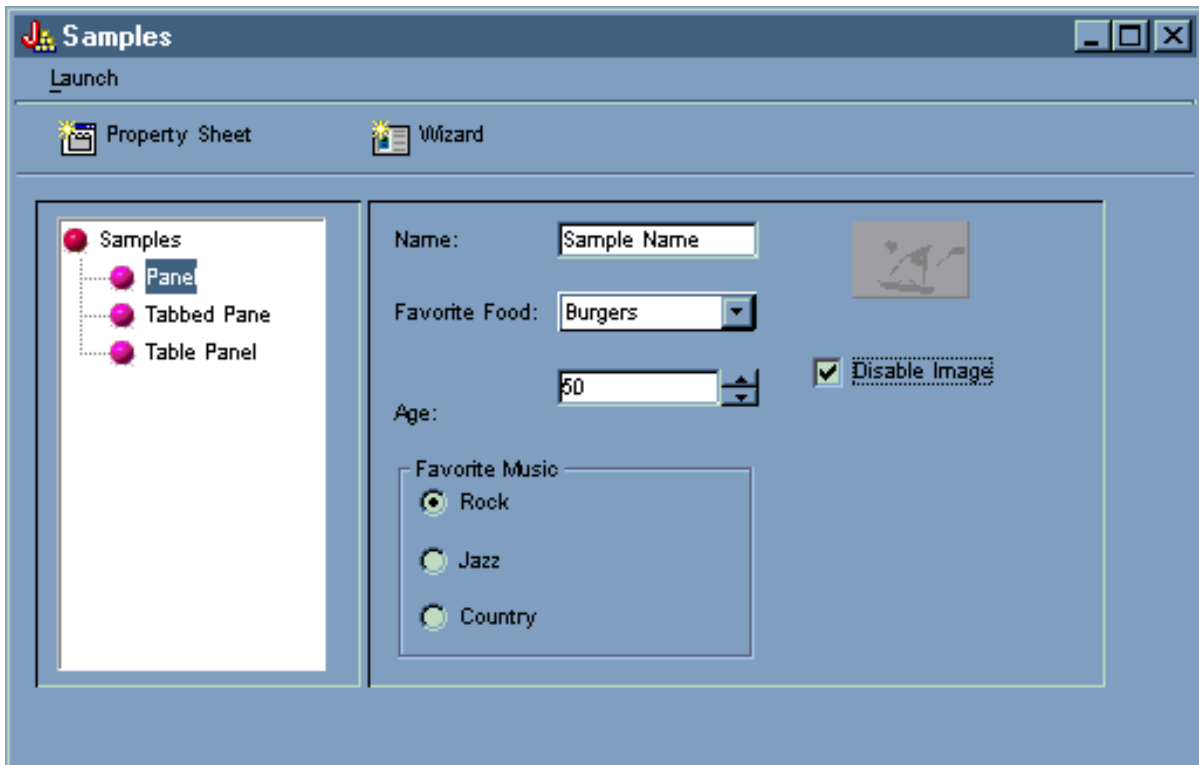 Samples
Launch
Property Sheet
Wizard
Samples
Panel
Tabbed Pane
Table Panel
Name:
Sample Name
Favorite Food:
Burgers
Age:
50
Disable Image
Favorite Music
Rock
Jazz
Country